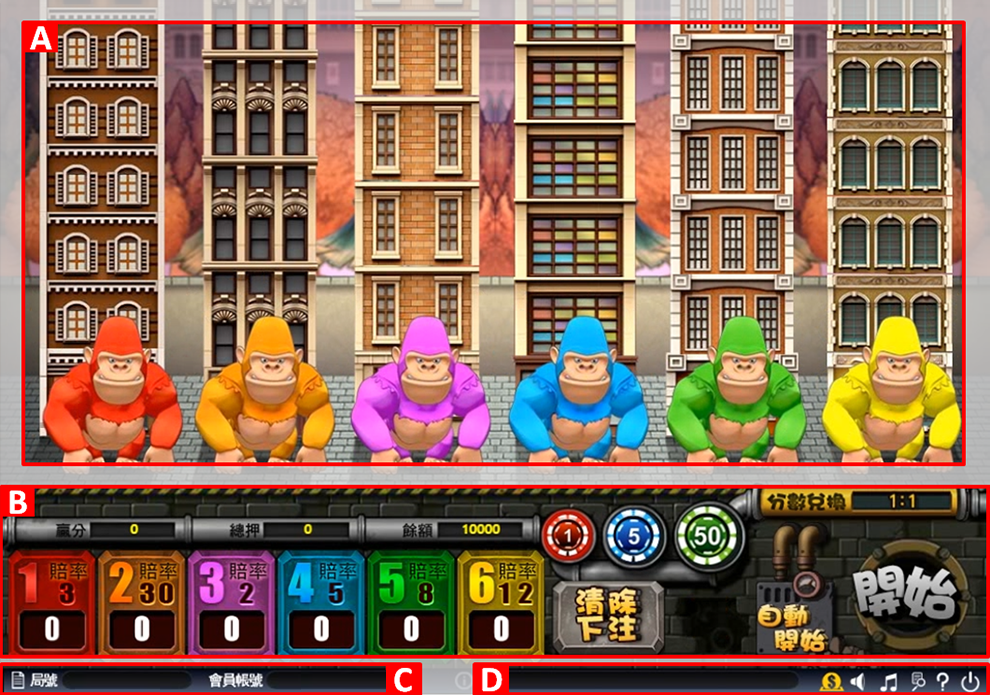 A
B
分數兌換 1:1
贏分 0 總押 0 餘額 10000
1 5 50
1 賠率 3 0
2 賠率 30 0
3 賠率 2 0
4 賠率 5 0
5 賠率 8 0
6 賠率 12 0
清除
下注
自動
開始
開始
局號 會員帳號 C
D $ ?